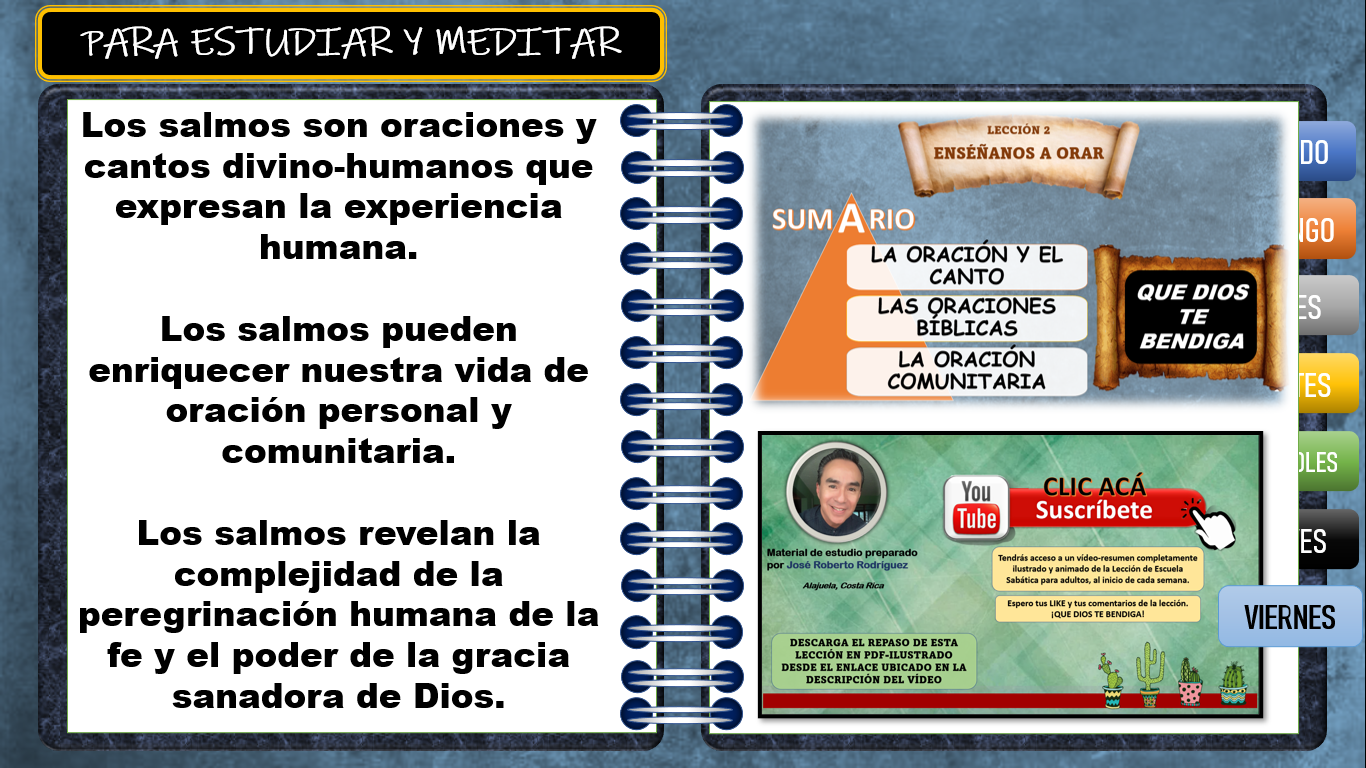 PARA ESTUDIAR Y MEDITAR
Los salmos son oraciones y
cantos divino-humanos que
expresan la experiencia
humana.
Los salmos pueden
enriquecer nuestra vida de
oración personal y
comunitaria.
Los salmos revelan la
complejidad de la
peregrinación humana de la
fe y el poder de la gracia
sanadora de Dios.
LECCIÓN 2
ENSÉÑANOS A ORAR
SUMARIO
LA ORACIÓN Y EL
CANTO
LAS ORACIONES
BÍBLICAS
LA ORACIÓN
COMUNITARIA
QUE DIOS
TE
BENDIGA
Material de estudio preparado
por José Roberto Rodríguez
Alajuela, Costa Rica
You
Tube
CLIC ACÁ
Suscríbete
Tendrás acceso a un vídeo-resumen completamente
ilustrado y animado de la Lección de Escuela
Sabática para adultos, al inicio de cada semana.
Espero tus LIKE y tus comentarios de la lección.
¡QUE DIOS TE BENDIGA!
DESCARGA EL REPASO DE ESTA
LECCIÓN EN PDF-ILUSTRADO
DESDE EL ENLACE UBICADO EN LA
DESCRIPCIÓN DEL VÍDEO
DO
NGO
ES
TES
OLES
ES
VIERNES